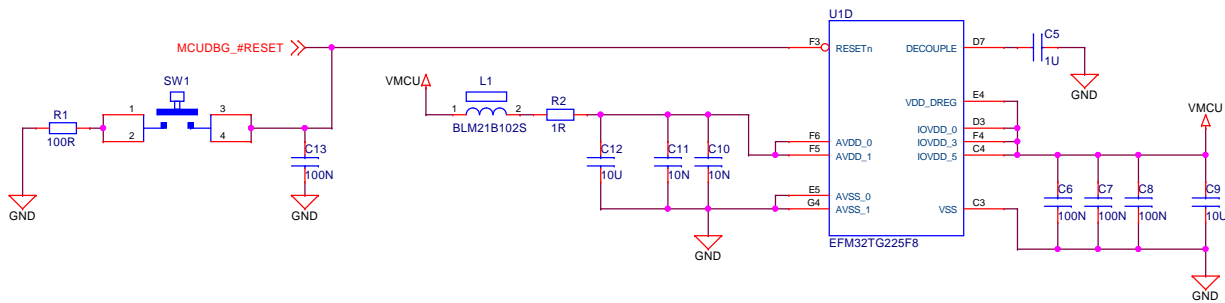 U1D
MCUDBG_#RESET
F3
RESETn
DECOUPLE
D7
C5
1U
GND
SW1
VMCU
L1
R1
1
3
1
2
R2
E4
VDD_DREG
VMCU
100R
2
4
BLM21B102S
1R
D3
IOVDD_0
F6
AVDD_0
IOVDD_3
F4
C13
C12
C11
C10
F5
AVDD_1
IOVDD_5
C4
100N
10U
10N
10N
E5
AVSS_0
C6
C7
C8
C9
GND
GND
G4
AVSS_1
VSS
C3
100N
100N
100N
10U
EFM32TG225F8
GND
GND